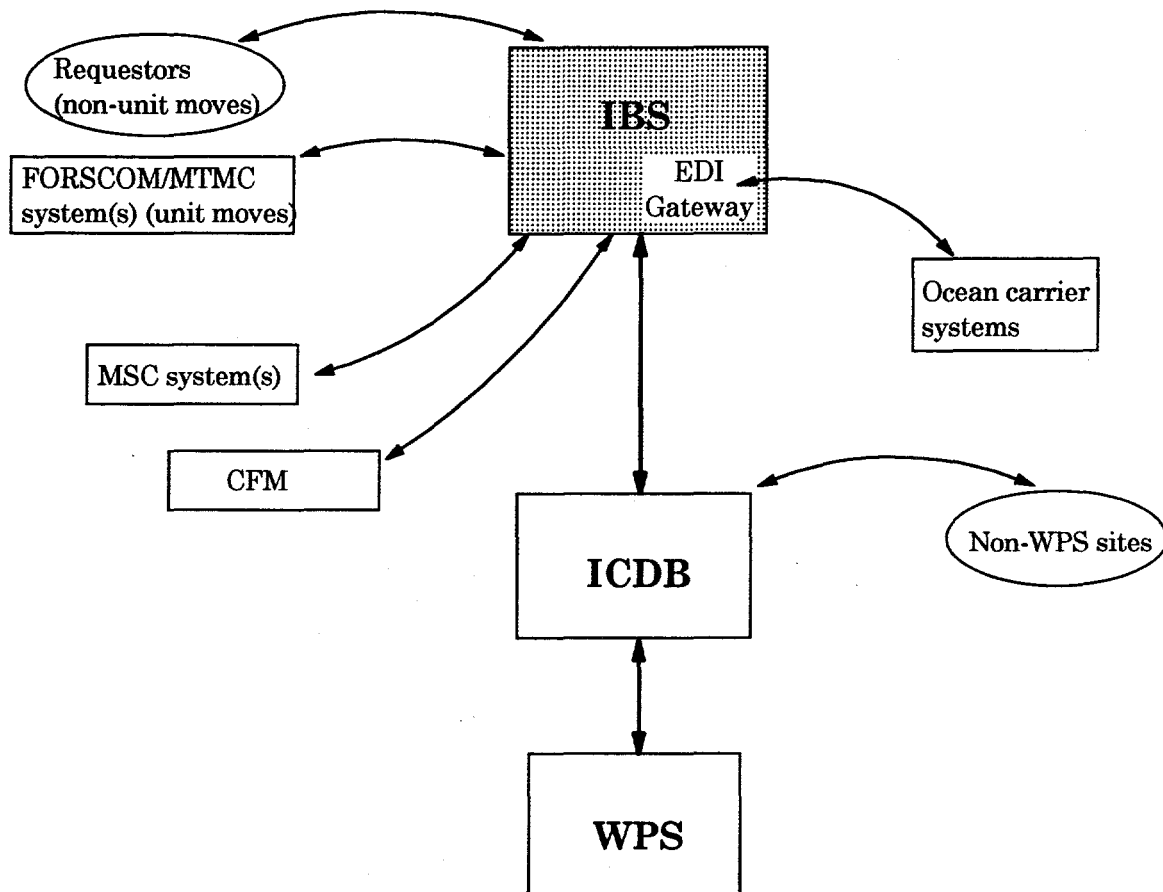 Requestors
(non-unit moves)
IBS
FORSCOM/MTMC
system(s) (unit moves)
EDI
Gateway
Ocean carrier
systems
MSC system(s)
CFM
Non-WPS sites
ICDB
WPS